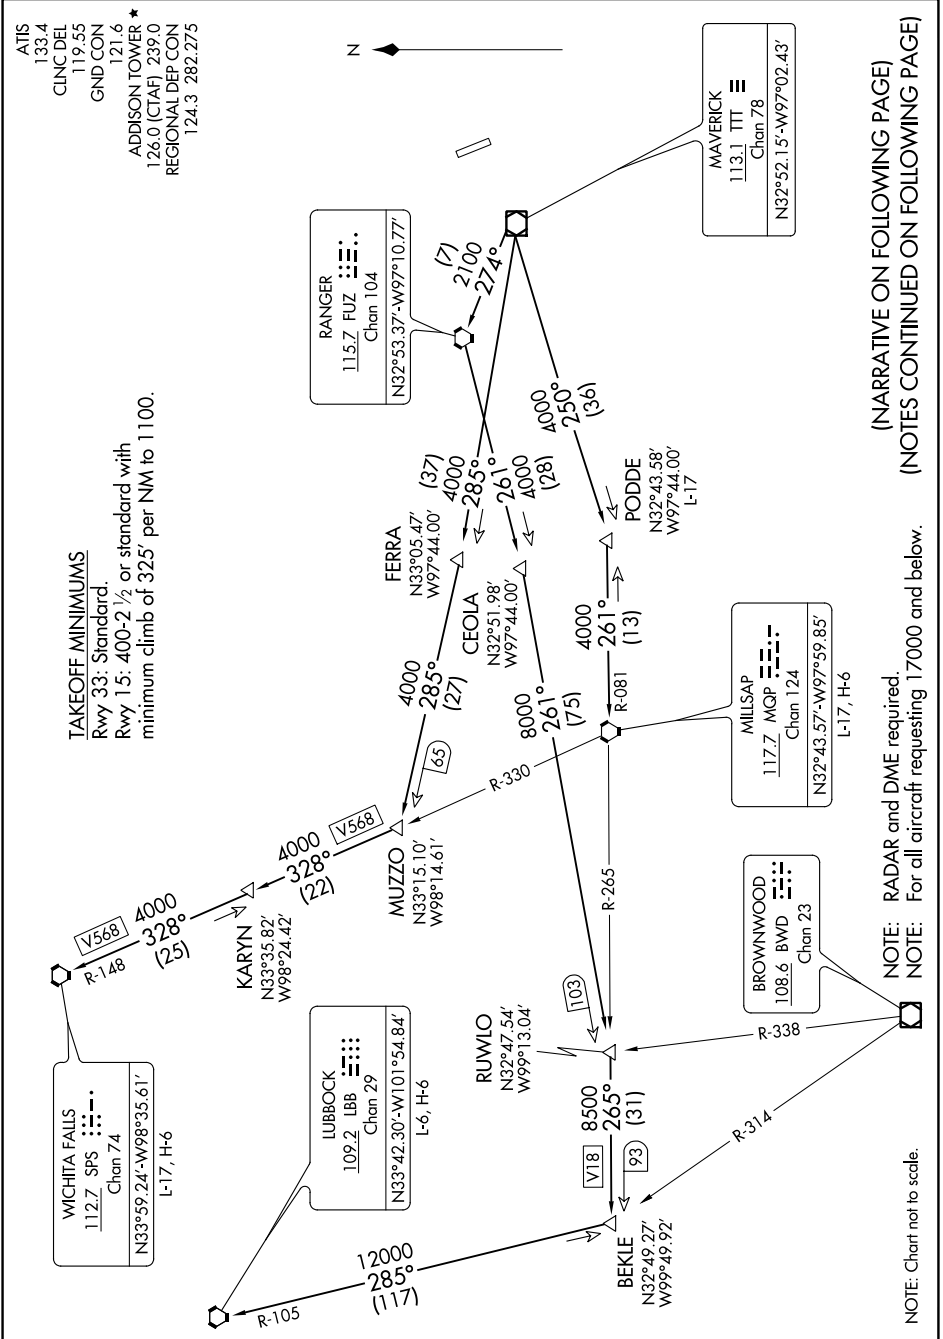 ATIS
133.4
CLNC DEL
119.55
GND CON
121.6
ADDISON TOWER ★
126.0 (CTAF) 239.0
REGIONAL DEP CON
124.3 282.275
TAKEOFF MINIMUMS
Rwy 33: Standard.
Rwy 15: 400-2 ½ or standard with
minimum climb of 325' per NM to 1100.
N
WICHITA FALLS
112.7 SPS
Chan 74
N33°59.24'-W98°35.61'
L-17, H-6
V568
4000
328°
(25)
R-148
KARYN
N33°35.82'
W98°24.42'
4000
328°
(22)
V568
MUZZO
N33°15.10'
W98°14.61'
65
4000
285°
(27)
FERRA
N33°05.47'
W97°44.00'
(37)
4000
285°
RANGER
115.7 FUZ
Chan 104
N32°53.37'-W97°10.77'
(7)
2100
274°
CEOLA
N32°51.98'
W97°44.00'
261°
4000
(28)
8000
261°
(75)
4000
250°
(36)
PODDE
N32°43.58'
W97°44.00'
L-17
4000
261°
(13)
R-081
R-330
R-265
MAVERICK
113.1 TTT
Chan 78
N32°52.15'-W97°02.43'
MILLSAP
117.7 MQP
Chan 124
N32°43.57'-W97°59.85'
L-17, H-6
LUBBOCK
109.2 LBB
Chan 29
N33°42.30'-W101°54.84'
L-6, H-6
RUWLO
N32°47.54'
W99°13.04'
103
8500
265°
(31)
V18
93
BEKLE
N32°49.27'
W99°49.92'
12000
285°
(117)
R-105
R-338
R-314
BROWNWOOD
108.6 BWD
Chan 23
NOTE: RADAR and DME required.
NOTE: For all aircraft requesting 17000 and below.
(NARRATIVE ON FOLLOWING PAGE)
(NOTES CONTINUED ON FOLLOWING PAGE)
NOTE: Chart not to scale.